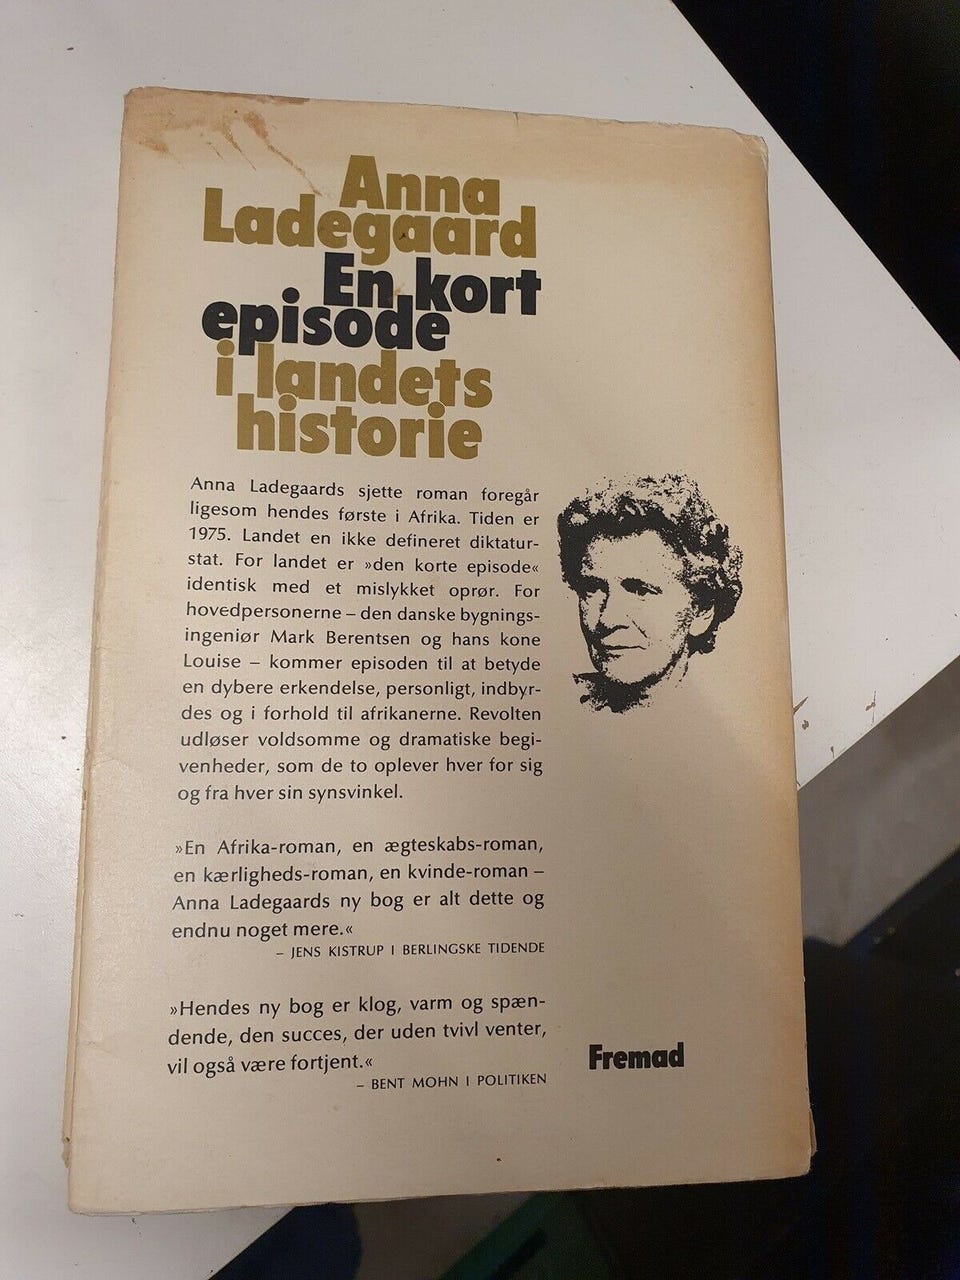 Anna
Ladegaard
En kort
episode
i landets
historie
Anna Ladegaards sjette roman foregår
ligesom hendes første i Afrika. Tiden er
1975. Landet en ikke defineret diktatur-
stat. For landet er »den korte episode«
identisk med et mislykket oprør. For
hovedpersonerne – den danske bygnings-
ingeniør Mark Berentsen og hans kone
Louise – kommer episoden til at betyde
en dybere erkendelse, personligt, indbyr-
des og i forhold til afrikanerne. Revolten
udløser voldsomme og dramatiske begi-
venheder, som de to oplever hver for sig
og fra hver sin synsvinkel.
»En Afrika-roman, en ægteskabs-roman,
en kærligheds-roman, en kvinde-roman –
Anna Ladegaards ny bog er alt dette og
endnu noget mere.«
– JENS KISTRUP I BERLINGSKE TIDENDE
»Hendes ny bog er klog, varm og spæn-
dende, den succes, der uden tvivl venter,
vil også være fortjent.«
– BENT MOHN I POLITIKEN
Fremad